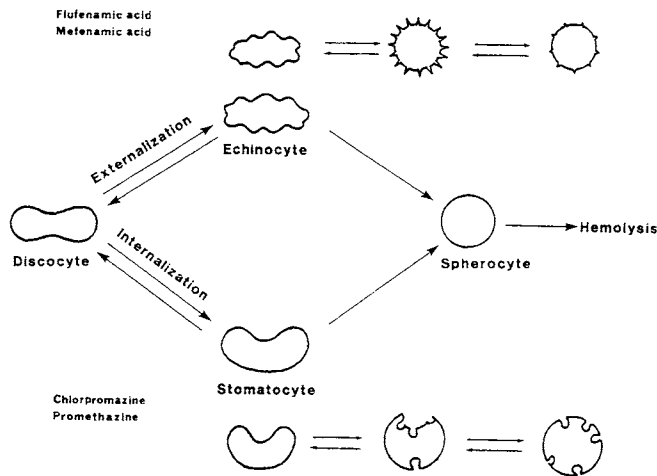 Flufenamic acid
Mefenamic acid
Externalization
Echinocyte
Discocyte
Internalization
Spherocyte
Hemolysis
Stomatocyte
Chlorpromazine
Promethazine